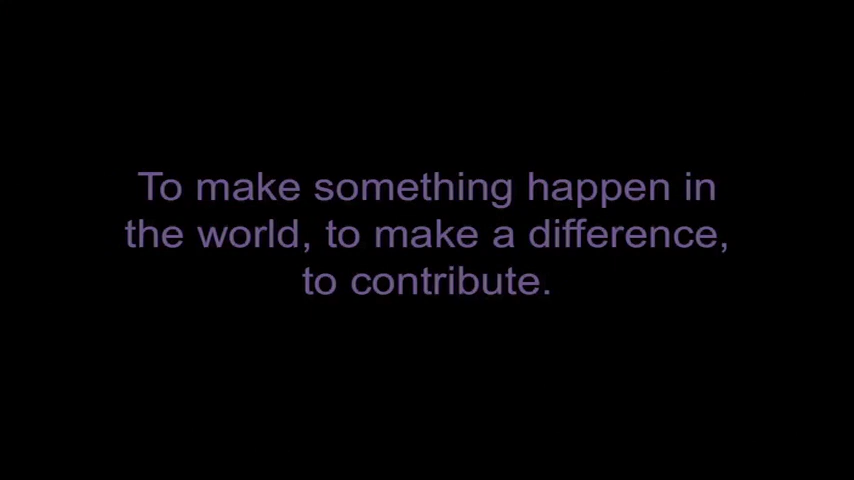 To make something happen in
the world, to make a difference,
to contribute.